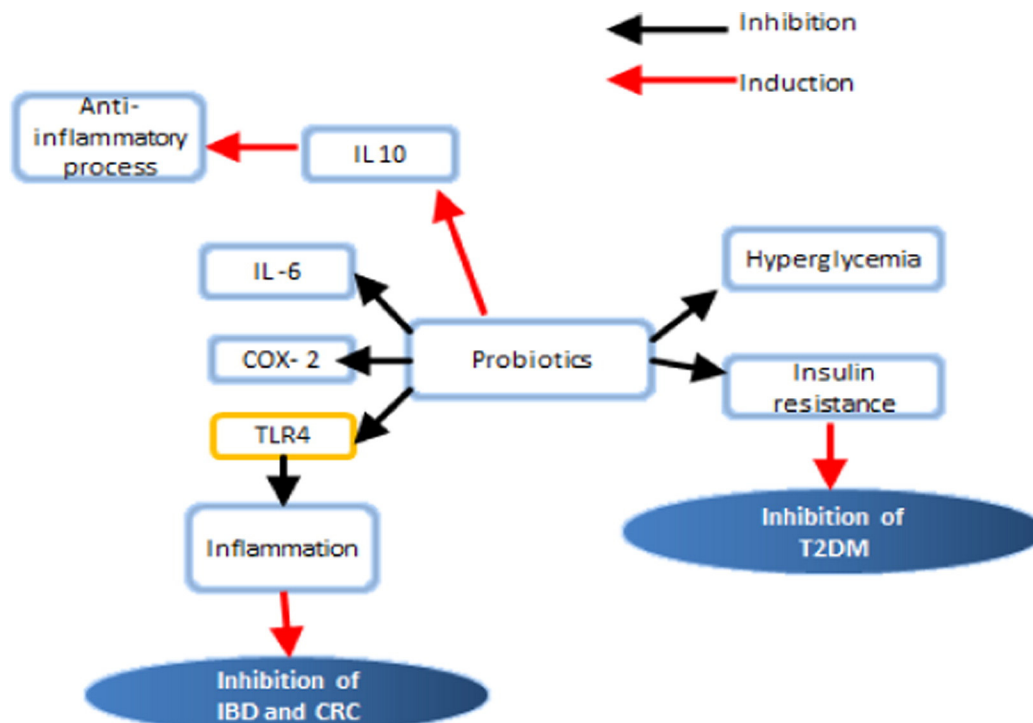 Inhibition
Induction
Anti-
inflammatory
process
IL 10
IL -6
Hyperglycemia
COX- 2
Probiotics
Insulin
resistance
TLR4
Inflammation
Inhibition of
T2DM
Inhibition of
IBD and CRC